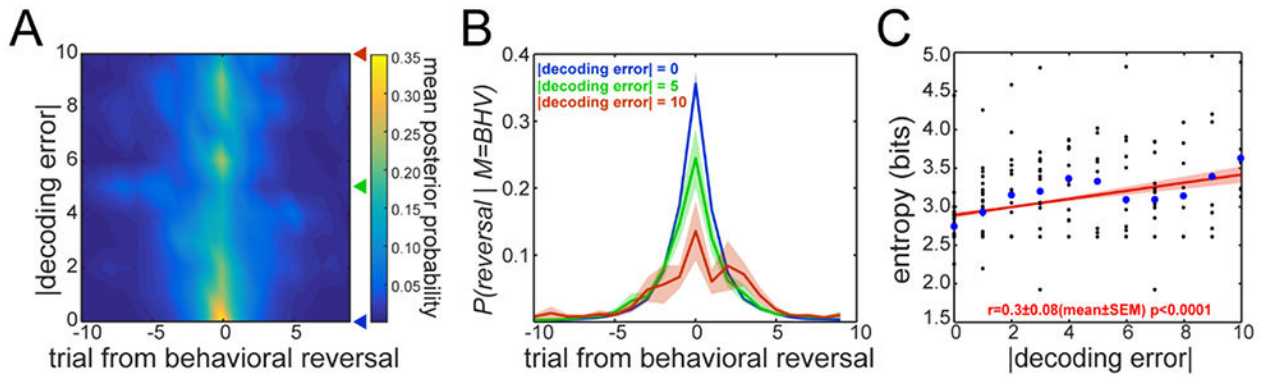 A
|decoding error|
10
8
6
4
2
0
-10
-5
0
5
trial from behavioral reversal
0.35
0.30
0.25
0.20
0.15
0.10
0.05
mean posterior probability
B
P(reversal | M=BHV)
0.4
0.3
0.2
0.1
|decoding error| = 0
|decoding error| = 5
|decoding error| = 10
-10
-5
0
5
10
trial from behavioral reversal
C
entropy (bits)
5.0
4.5
4.0
3.5
3.0
2.5
2.0
1.5
r=0.3±0.08(mean±SEM) p<0.0001
0
2
4
6
8
10
|decoding error|